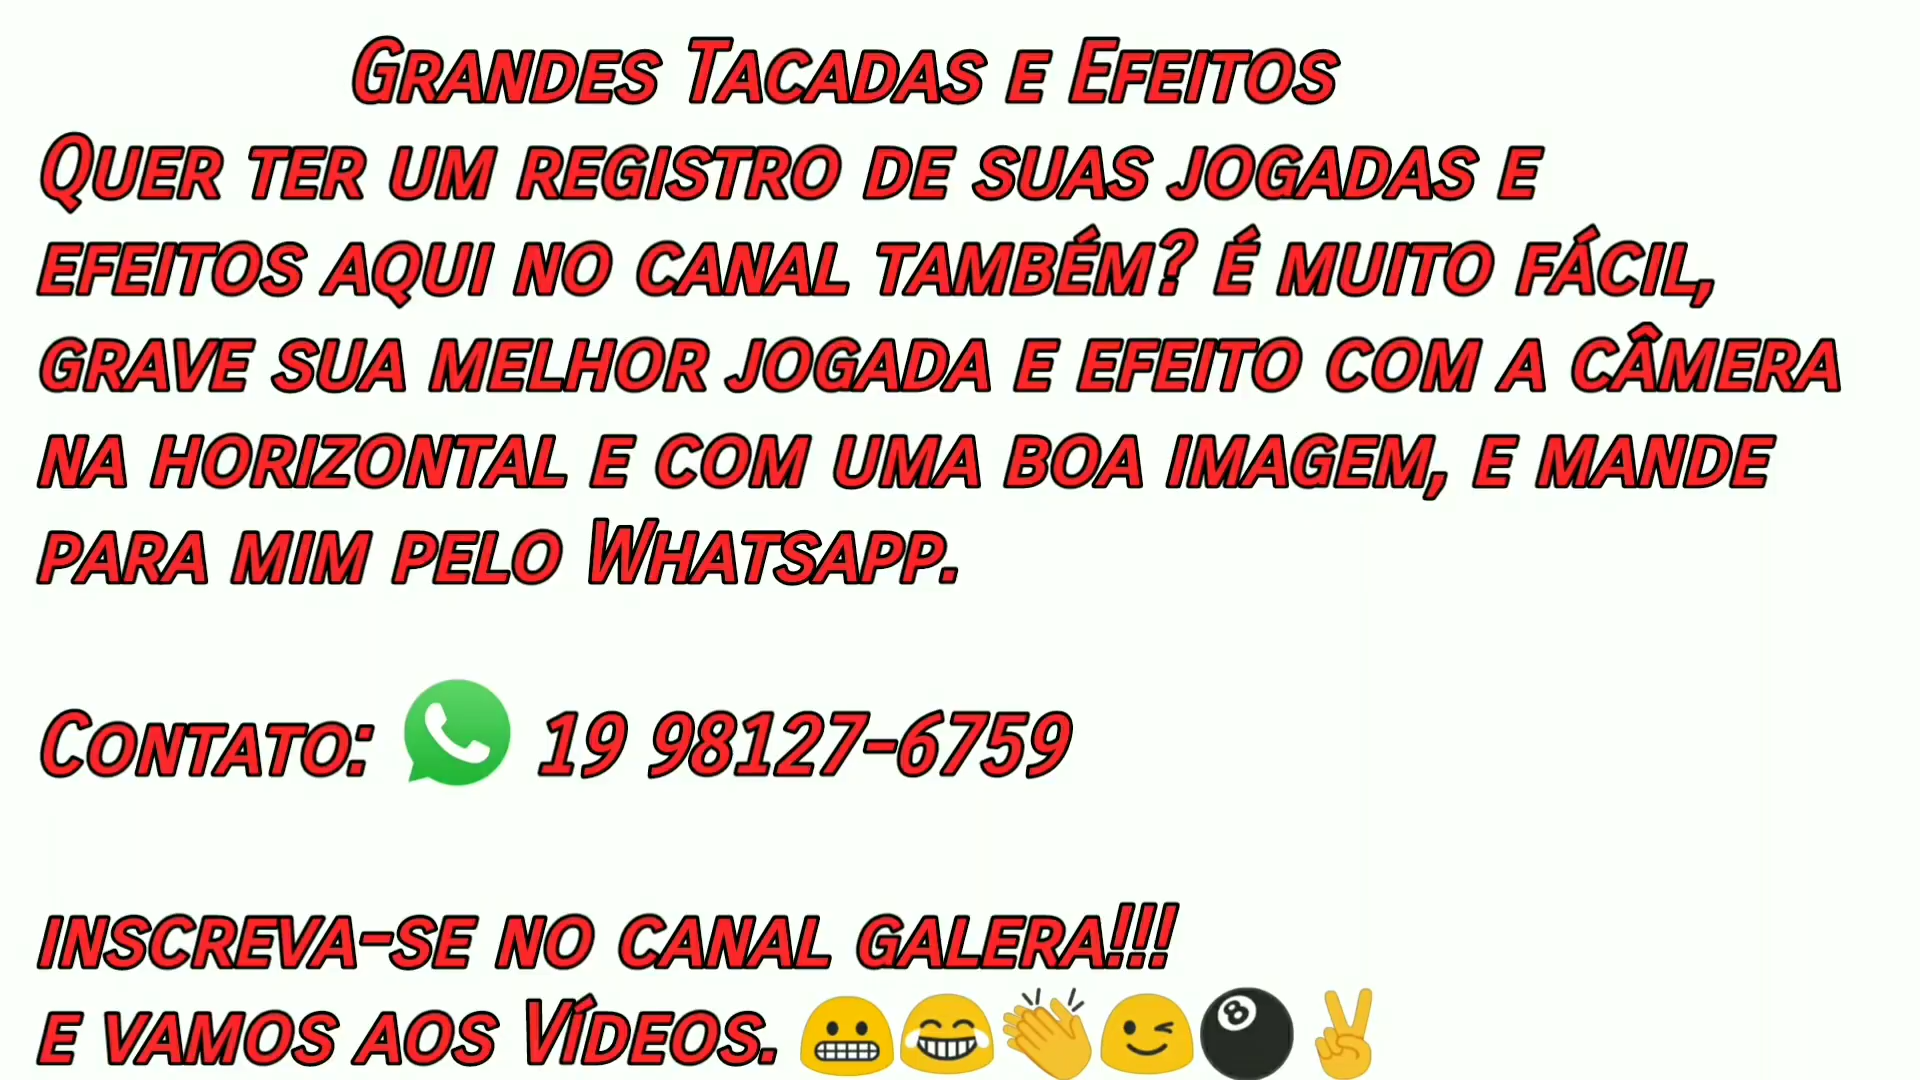 Grandes Tacadas e Efeitos
Quer ter um registro de suas jogadas e
efeitos aqui no canal também? É muito fácil,
grave sua melhor jogada e efeito com a câmera
na horizontal e com uma boa imagem, e mande
para mim pelo Whatsapp.
Contato: 19 98127-6759
inscreva-se no canal galera!!!
e vamos aos Vídeos. 😬😂👏😉🎱✌